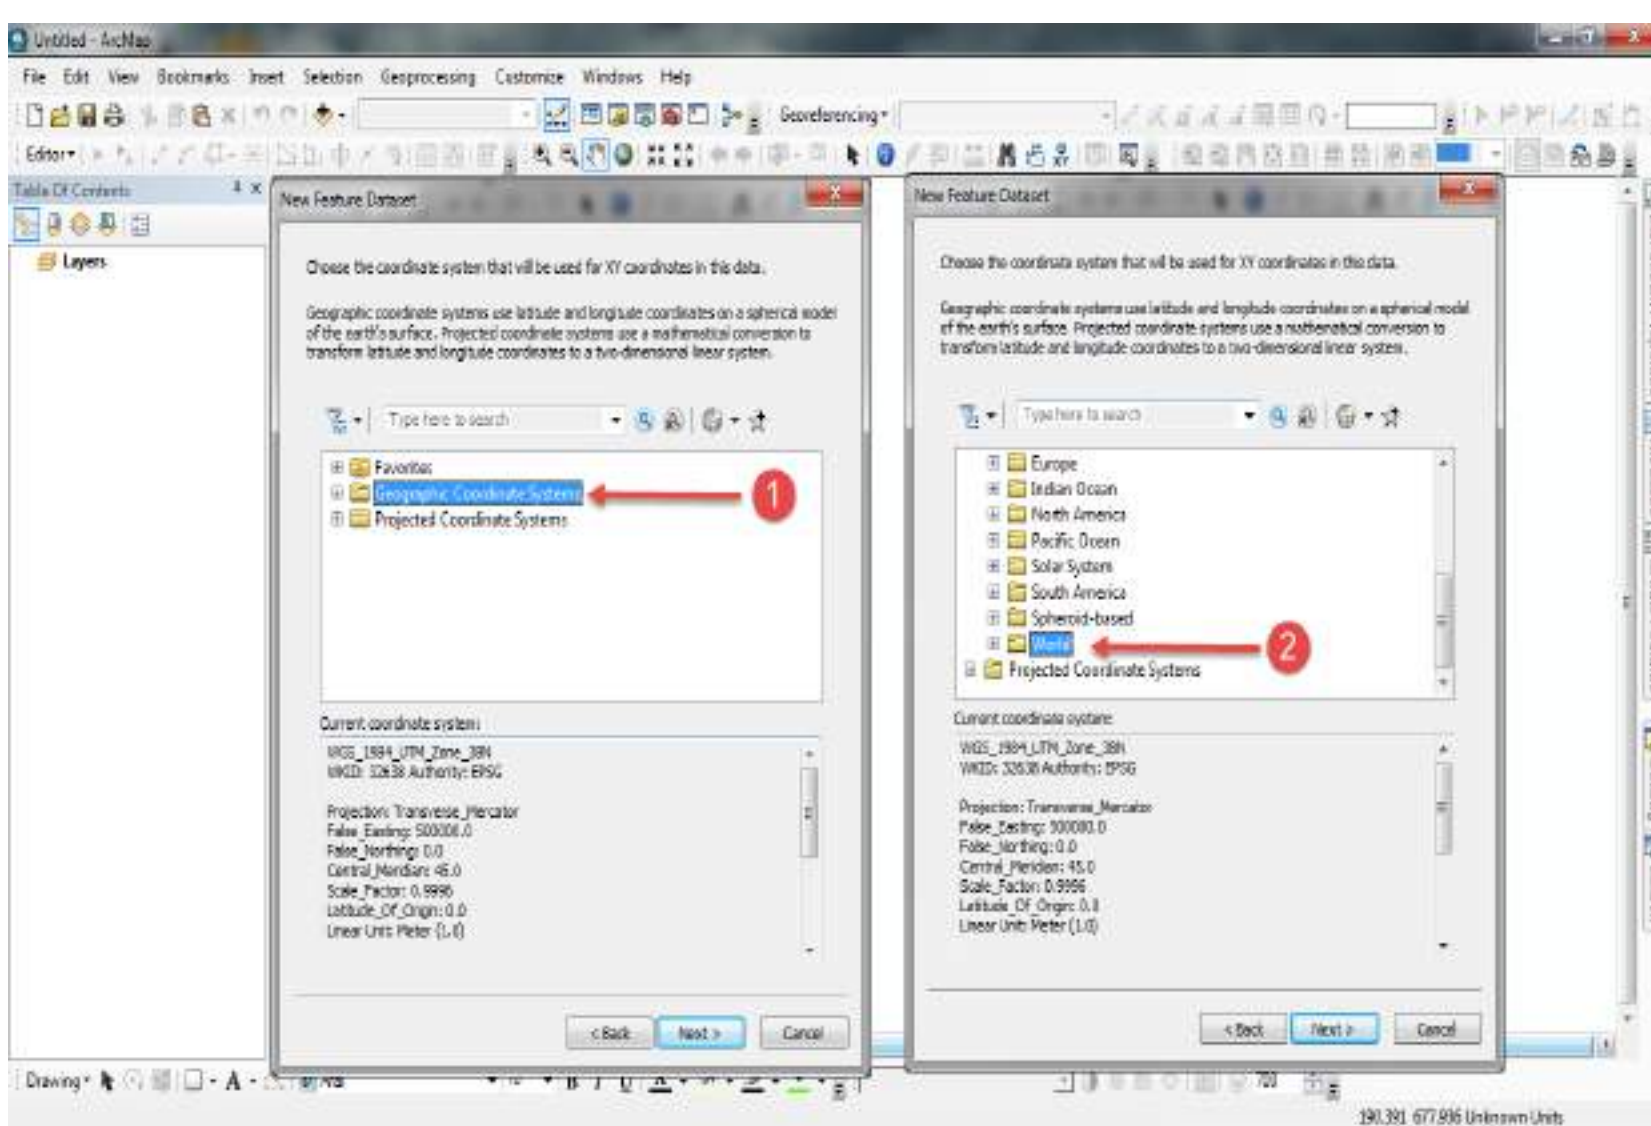 Untitled - ArcMap
File Edit View Bookmarks Insert Selection Geoprocessing Customize Windows Help
Georeferencing
Editor
Table Of Contents
Layers
New Feature Dataset
Choose the coordinate system that will be used for XY coordinates in this data.
Geographic coordinate systems use latitude and longitude coordinates on a spherical model
of the earth's surface. Projected coordinate systems use a mathematical conversion to
transform latitude and longitude coordinates to a two-dimensional linear system.
Type here to search
Favorites
Geographic Coordinate Systems
1
Projected Coordinate Systems
Current coordinate system:
WGS_1984_UTM_Zone_38N
WKID: 32638 Authority: EPSG
Projection: Transverse_Mercator
False_Easting: 500000.0
False_Northing: 0.0
Central_Meridian: 45.0
Scale_Factor: 0.9996
Latitude_Of_Origin: 0.0
Linear Unit: Meter (1.0)
< Back Next > Cancel
New Feature Dataset
Choose the coordinate system that will be used for XY coordinates in this data.
Geographic coordinate systems use latitude and longitude coordinates on a spherical model
of the earth's surface. Projected coordinate systems use a mathematical conversion to
transform latitude and longitude coordinates to a two-dimensional linear system.
Type here to search
Europe
Indian Ocean
North America
Pacific Ocean
Solar System
South America
Spheroid-based
World
2
Projected Coordinate Systems
Current coordinate system:
WGS_1984_UTM_Zone_38N
WKID: 32638 Authority: EPSG
Projection: Transverse_Mercator
False_Easting: 500000.0
False_Northing: 0.0
Central_Meridian: 45.0
Scale_Factor: 0.9996
Latitude_Of_Origin: 0.0
Linear Unit: Meter (1.0)
< Back Next > Cancel
Drawing A B I U A
190.391 677.936 Unknown Units